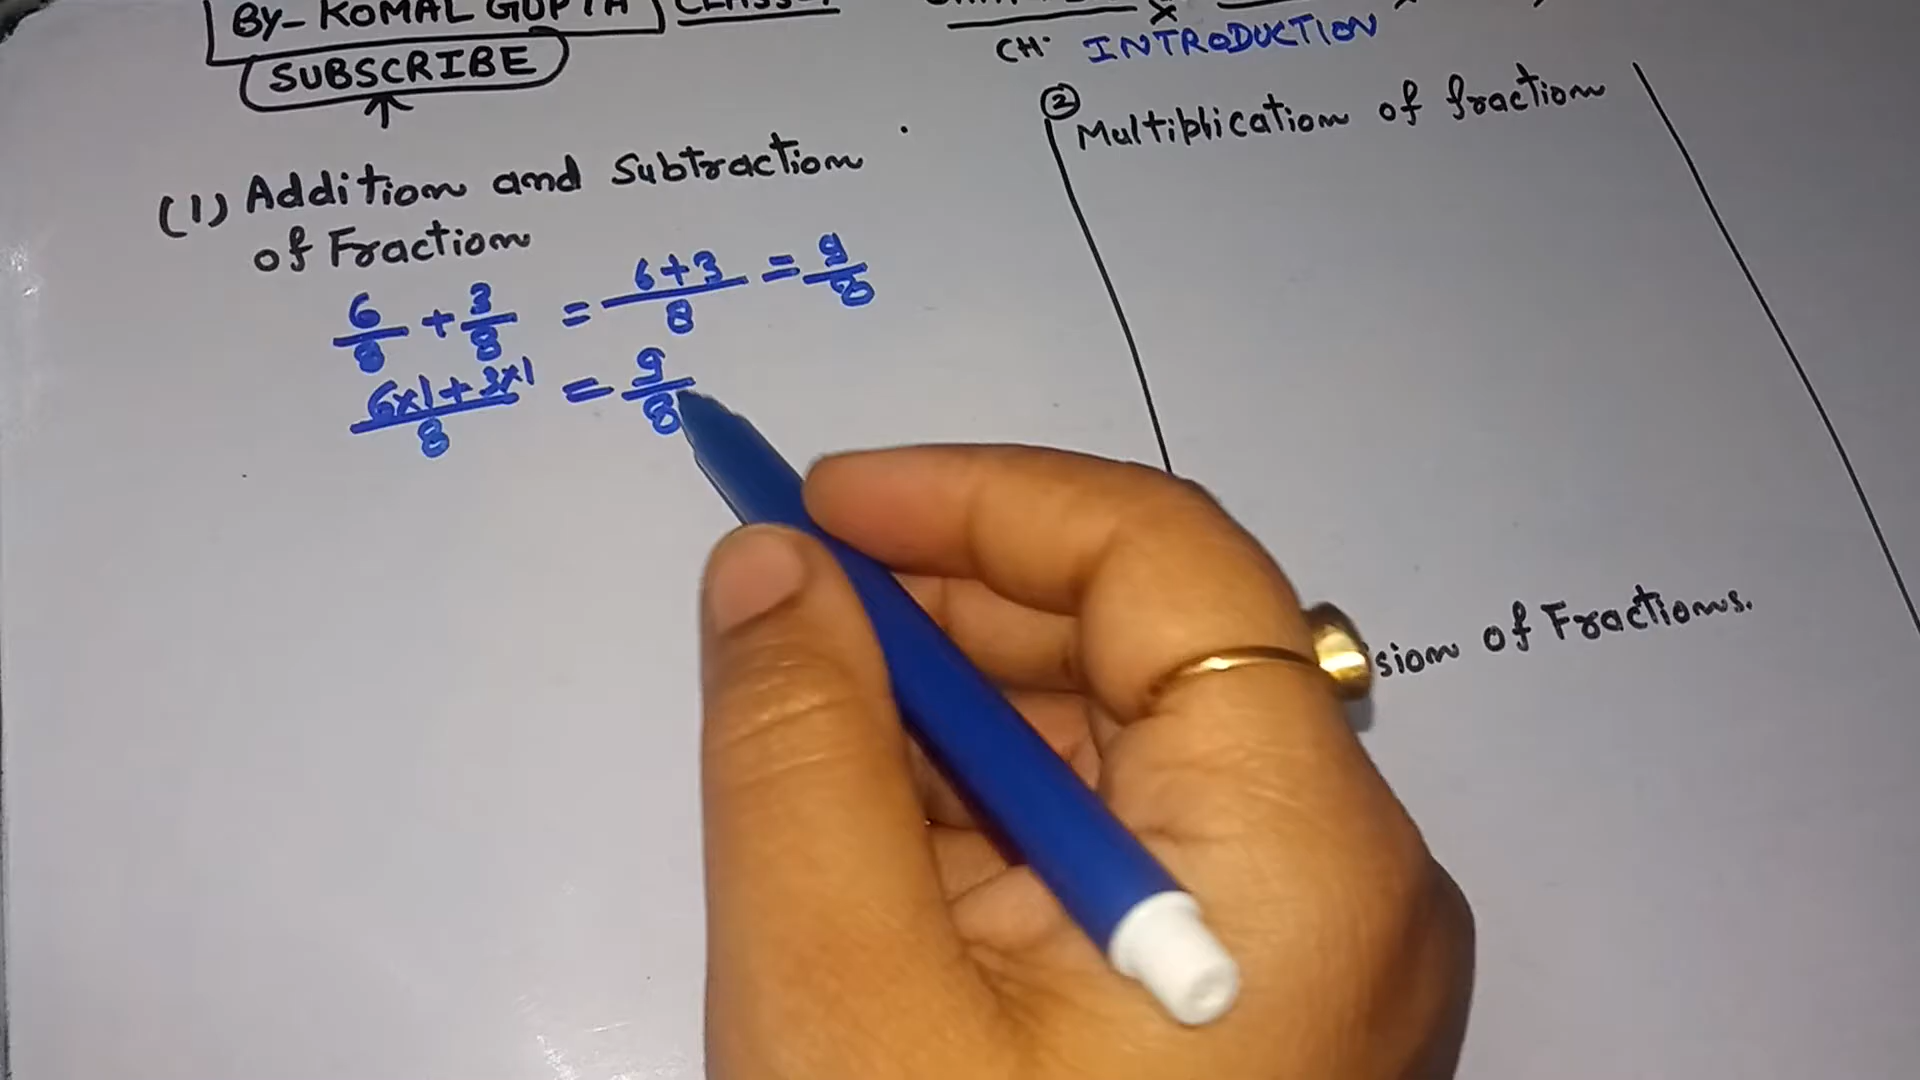 BY- KOMAL GUPTA
SUBSCRIBE
CH. INTRODUCTION
(1) Addition and Subtraction
of Fraction
6/8 + 3/8 = 6+3/8 = 9/8
6×1+3×1/8 = 9/8
② Multiplication of fraction
of Fractions.